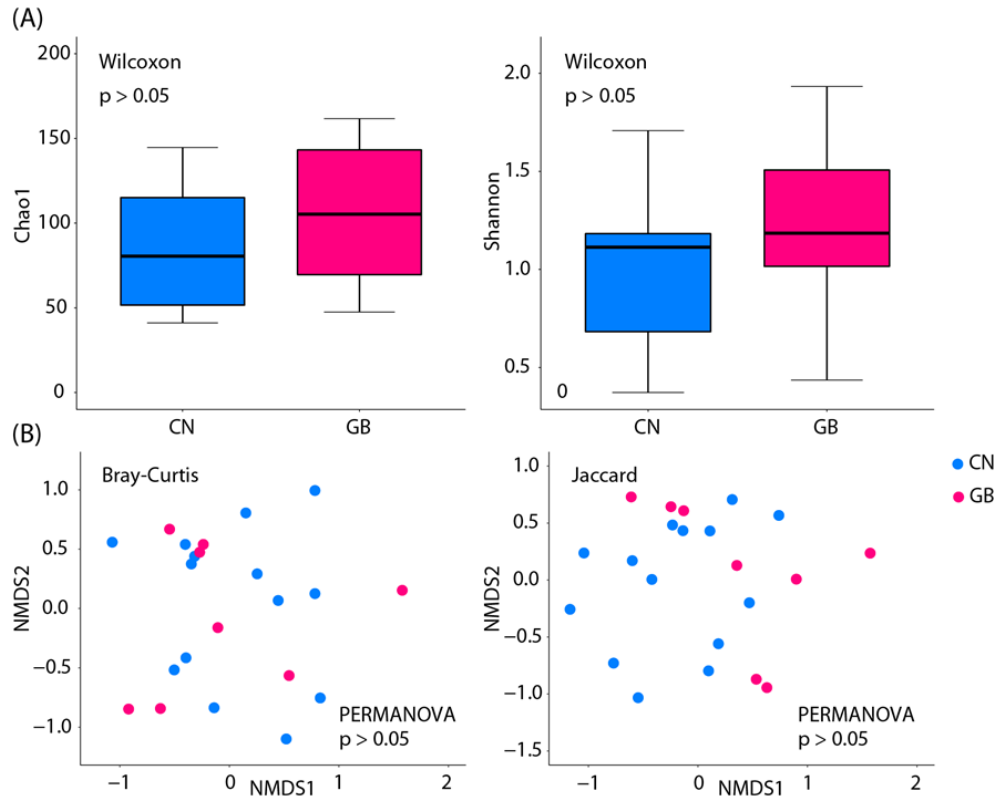 (A)
200
150
100
50
0
Chao1
Wilcoxon
p > 0.05
CN
GB
2.0
1.5
1.0
0.5
0
Shannon
Wilcoxon
p > 0.05
CN
GB
(B)
1.0
0.5
0.0
−0.5
−1.0
NMDS2
Bray-Curtis
PERMANOVA
p > 0.05
−1
0
1
2
NMDS1
1.0
0.5
0.0
−0.5
−1.0
−1.5
NMDS2
Jaccard
PERMANOVA
p > 0.05
−1
0
1
2
NMDS1
CN
GB